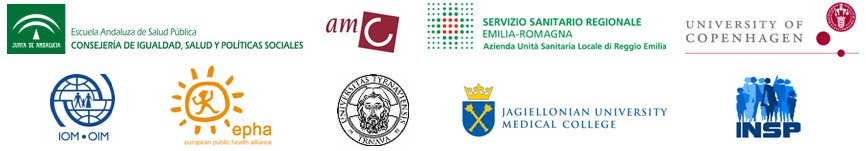 JUNTA DE ANDALUCIA
Escuela Andaluza de Salud Pública
CONSEJERÍA DE IGUALDAD, SALUD Y POLÍTICAS SOCIALES
amc
SERVIZIO SANITARIO REGIONALE
EMILIA-ROMAGNA
Azienda Unità Sanitaria Locale di Reggio Emilia
UNIVERSITY OF
COPENHAGEN
IOM•OIM
epha
european public health alliance
UNIVERSITAS TYRNAVIENSIS
TRNAVA
JAGIELLONIAN UNIVERSITY
MEDICAL COLLEGE
INSP